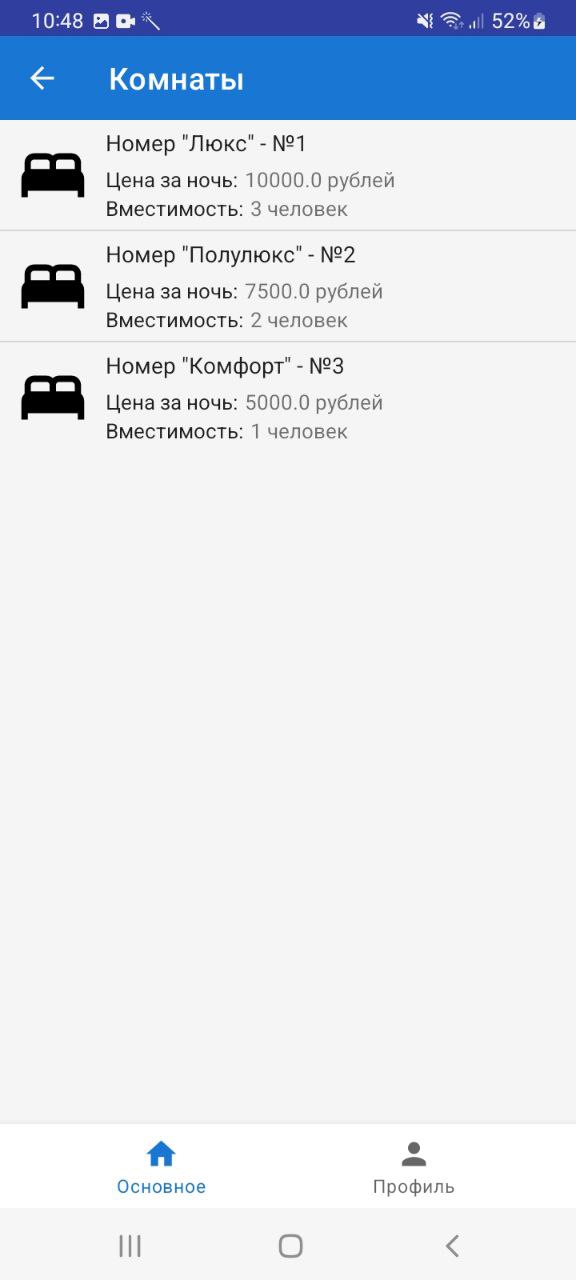 10:48 52%
Комнаты
Номер "Люкс" - №1
Цена за ночь: 10000.0 рублей
Вместимость: 3 человек
Номер "Полулюкс" - №2
Цена за ночь: 7500.0 рублей
Вместимость: 2 человек
Номер "Комфорт" - №3
Цена за ночь: 5000.0 рублей
Вместимость: 1 человек
Основное Профиль